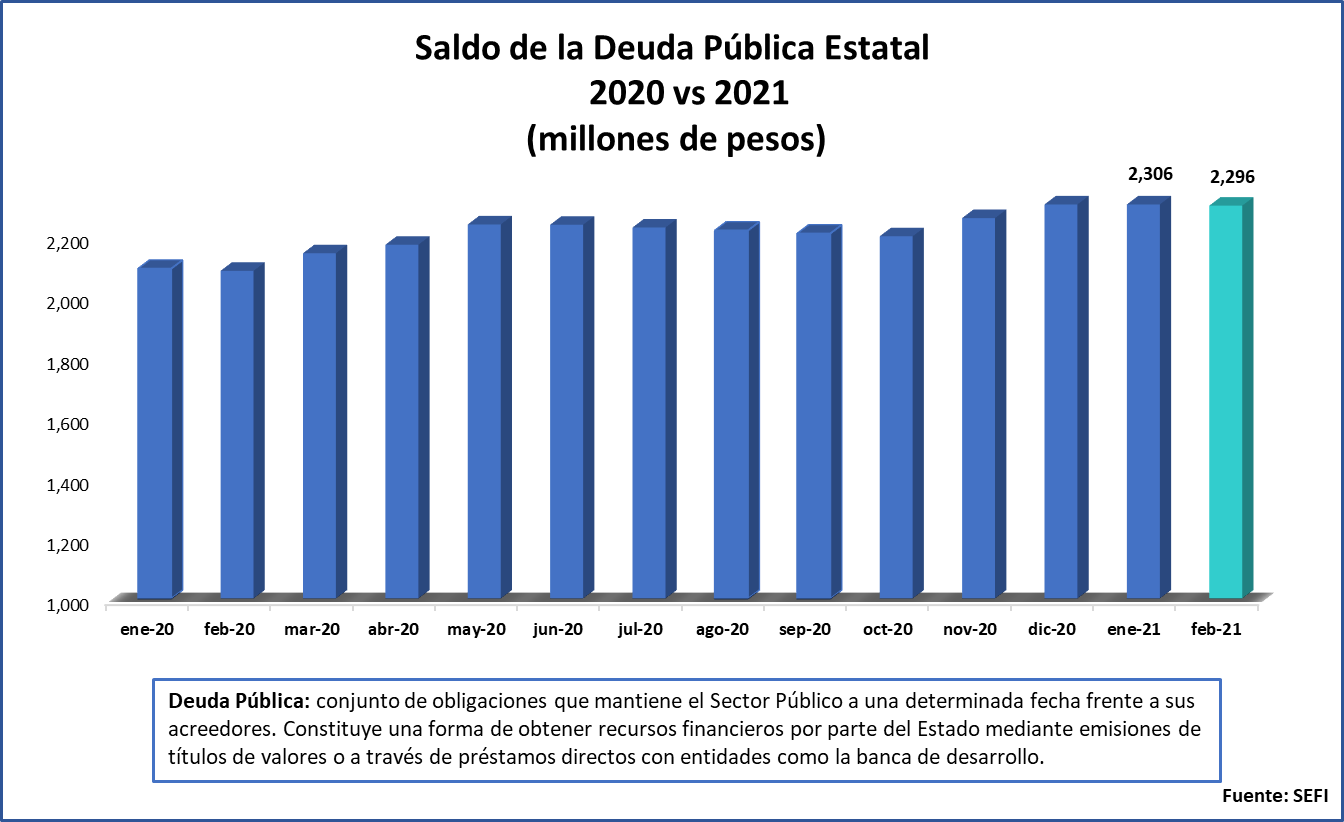 Saldo de la Deuda Pública Estatal
2020 vs 2021
(millones de pesos)
2,306
2,296
2,200
2,000
1,800
1,600
1,400
1,200
1,000
ene-20 feb-20 mar-20 abr-20 may-20 jun-20 jul-20 ago-20 sep-20 oct-20 nov-20 dic-20 ene-21 feb-21
Deuda Pública: conjunto de obligaciones que mantiene el Sector Público a una determinada fecha frente a sus
acreedores. Constituye una forma de obtener recursos financieros por parte del Estado mediante emisiones de
títulos de valores o a través de préstamos directos con entidades como la banca de desarrollo.
Fuente: SEFI